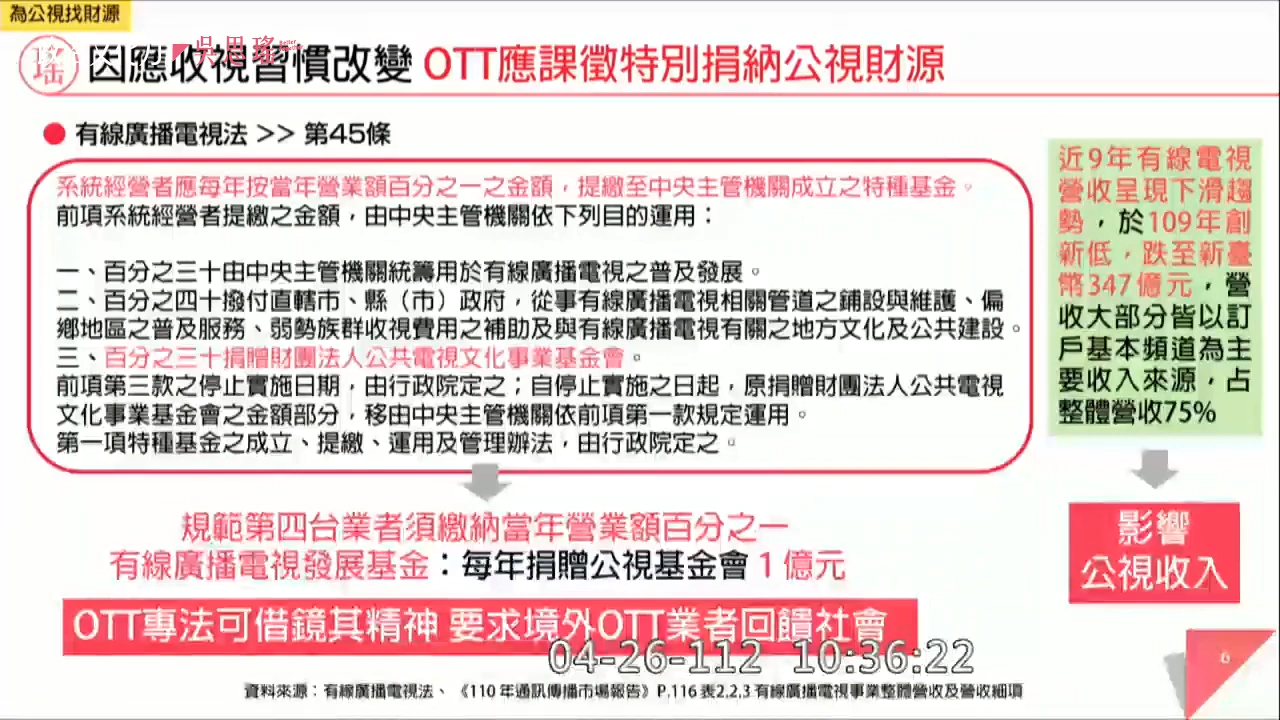 為公視找財源
吳思瑤
因應收視習慣改變 OTT應課徵特別捐納公視財源
有線廣播電視法 >> 第45條
系統經營者應每年按當年營業額百分之一之金額，提繳至中央主管機關成立之特種基金。
前項系統經營者提繳之金額，由中央主管機關依下列目的運用：
一、百分之三十由中央主管機關統籌用於有線廣播電視之普及發展。
二、百分之四十撥付直轄市、縣（市）政府，從事有線廣播電視相關管道之鋪設與維護、偏
鄉地區之普及服務、弱勢族群收視費用之補助及與有線廣播電視有關之地方文化及公共建設。
三、百分之三十捐贈財團法人公共電視文化事業基金會。
前項第三款之停止實施日期，由行政院定之；自停止實施之日起，原捐贈財團法人公共電視
文化事業基金會之金額部分，移由中央主管機關依前項第一款規定運用。
第一項特種基金之成立、提繳、運用及管理辦法，由行政院定之。
近9年有線電視
營收呈現下滑趨
勢，於109年創
新低，跌至新臺
幣347億元，營
收大部分皆以訂
戶基本頻道為主
要收入來源，占
整體營收75%
影響
公視收入
規範第四台業者須繳納當年營業額百分之一
有線廣播電視發展基金：每年捐贈公視基金會 1 億元
OTT專法可借鏡其精神 要求境外OTT業者回饋社會
04-26-112 10:36:22
6
資料來源：有線廣播電視法、《110 年通訊傳播市場報告》P.116 表2.2.3 有線廣播電視事業整體營收及營收細項